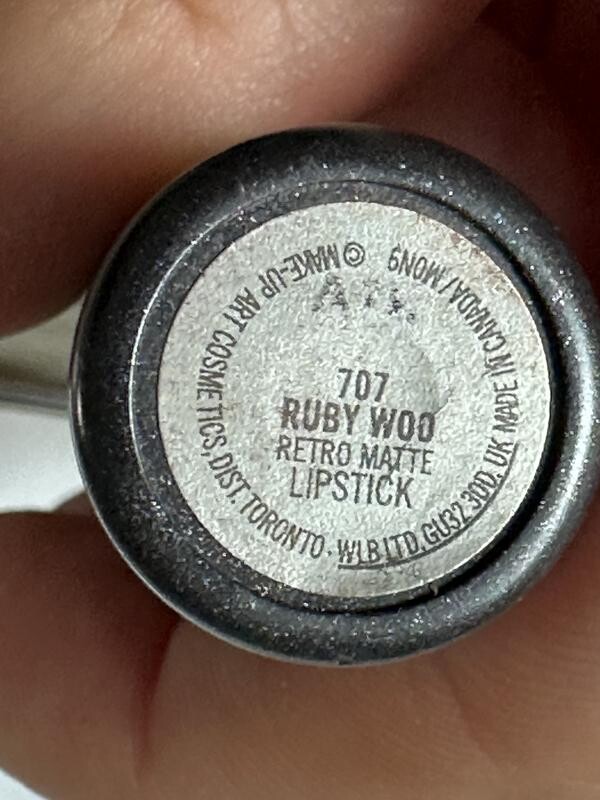 707
RUBY WOO
RETRO MATTE
LIPSTICK
© MAKE-UP ART COSMETICS, DIST. TORONTO · WLB LTD, GU32 3DD, UK MADE IN CANADA/MON9